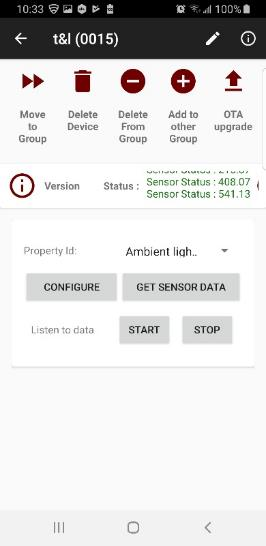 10:33
100%
t&l (0015)
Move to Group
Delete Device
Delete From Group
Add to other Group
OTA upgrade
Version
Status :
Sensor Status : 408.07
Sensor Status : 541.13
Property Id:
Ambient ligh..
CONFIGURE
GET SENSOR DATA
Listen to data
START
STOP